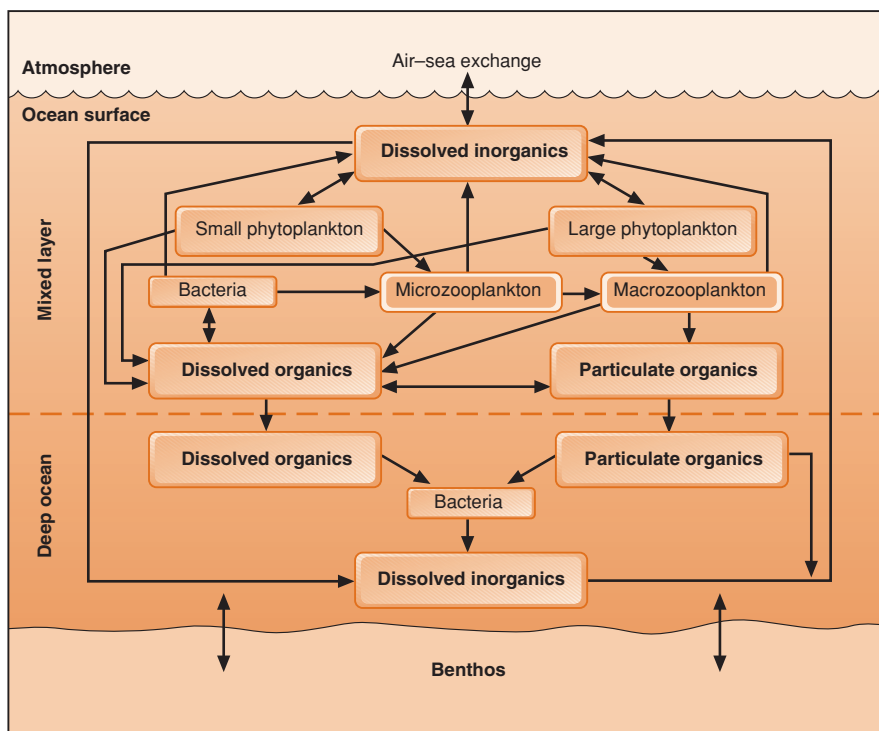 Air–sea exchange
Atmosphere
Ocean surface
Dissolved inorganics
Small phytoplankton
Large phytoplankton
Mixed layer
Bacteria
Microzooplankton
Macrozooplankton
Dissolved organics
Particulate organics
Deep ocean
Dissolved organics
Particulate organics
Bacteria
Dissolved inorganics
Benthos